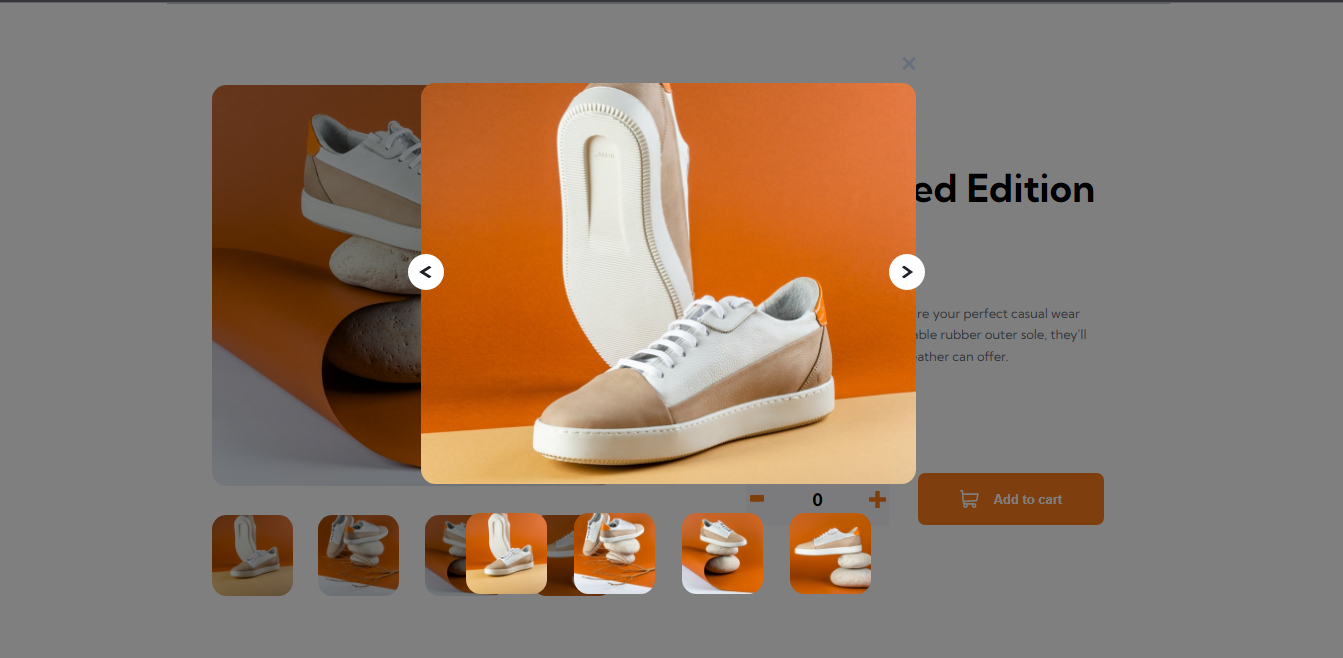 ed Edition
re your perfect casual wear
able rubber outer sole, they'll
eather can offer.
0
Add to cart